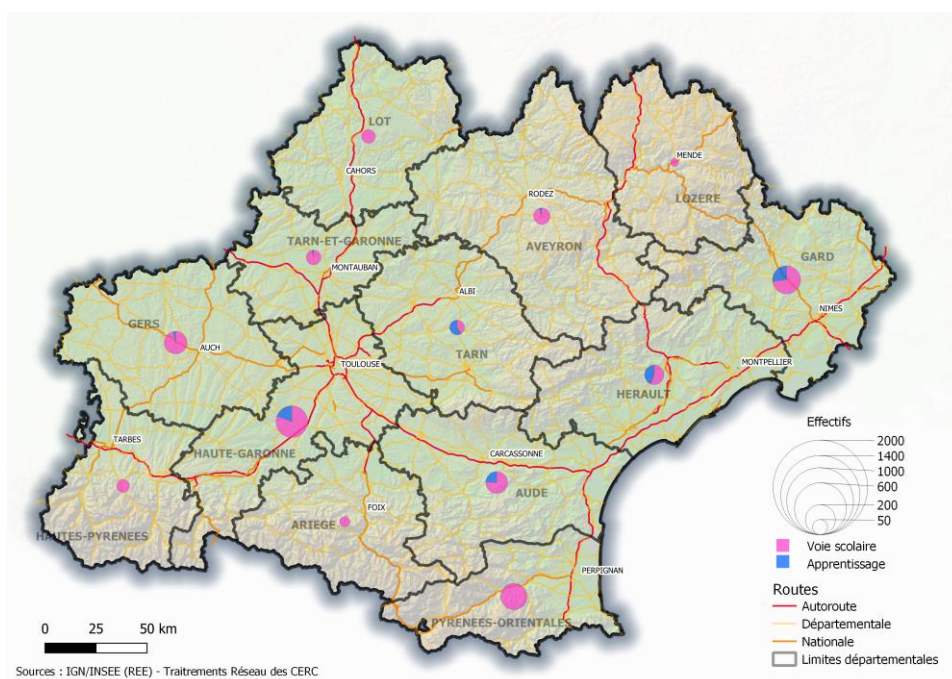 LOT
CAHORS
MENDE
LOZERE
RODEZ
AVEYRON
TARN-ET-GARONNE
MONTAUBAN
GARD
NIMES
ALBI
TARN
GERS
AUCH
TOULOUSE
MONTPELLIER
HERAULT
TARBES
HAUTE-GARONNE
CARCASSONNE
AUDE
FOIX
ARIEGE
HAUTES-PYRENEES
PERPIGNAN
PYRENEES-ORIENTALES
Effectifs
2000
1400
1000
600
200
50
Voie scolaire
Apprentissage
Routes
Autoroute
Départementale
Nationale
Limites départementales
0 25 50 km
Sources : IGN/INSEE (REE) - Traitrements Réseau des CERC